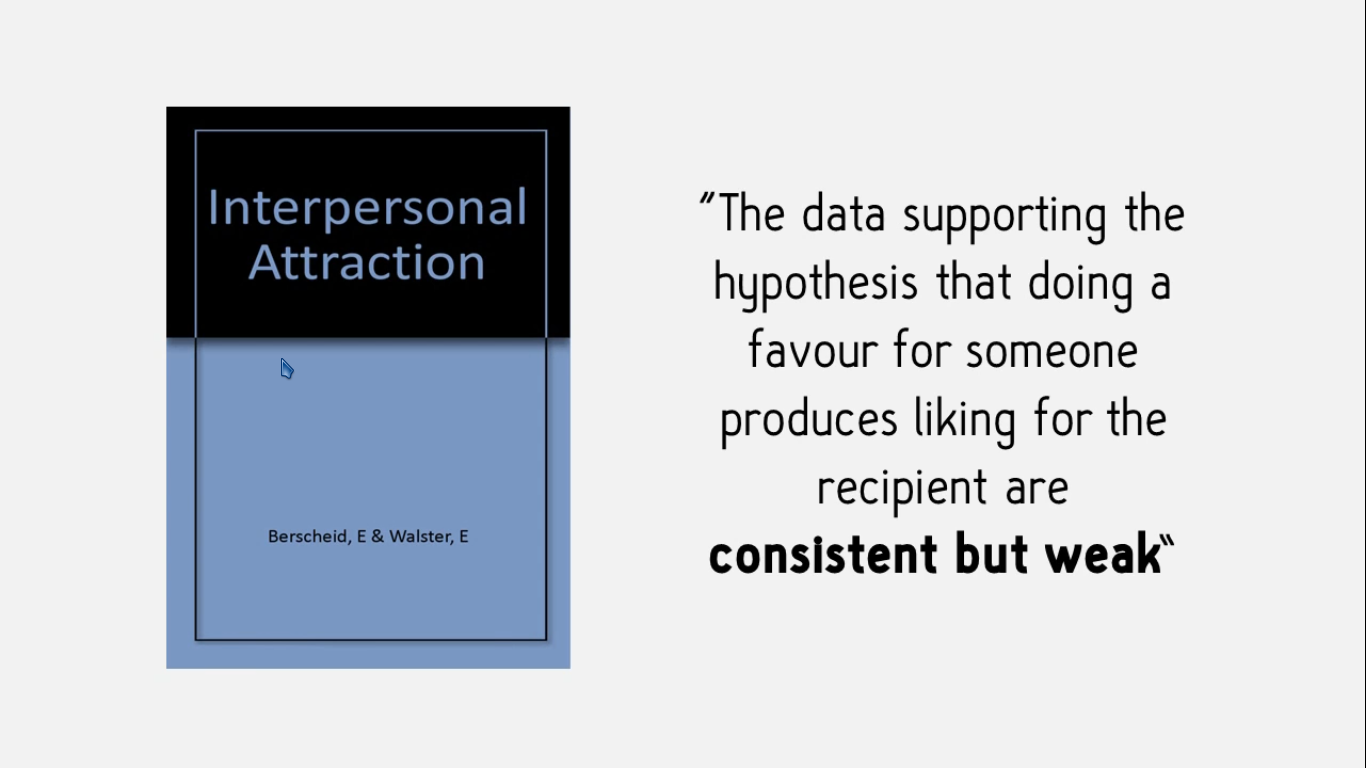 Interpersonal
Attraction
Berscheid, E & Walster, E
"The data supporting the
hypothesis that doing a
favour for someone
produces liking for the
recipient are
consistent but weak"